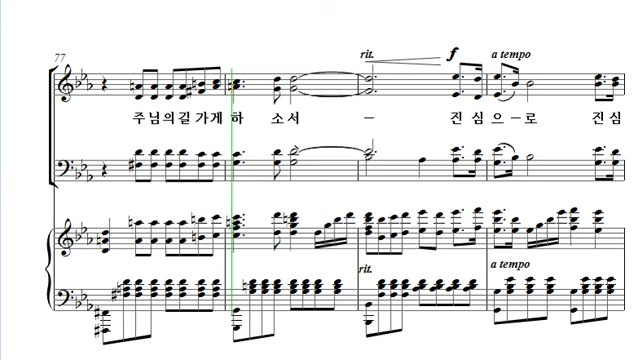 77
rit.
f
a tempo
주님의길 가게 하 소서 – 진 심 으 – 로 진 심
rit.
a tempo